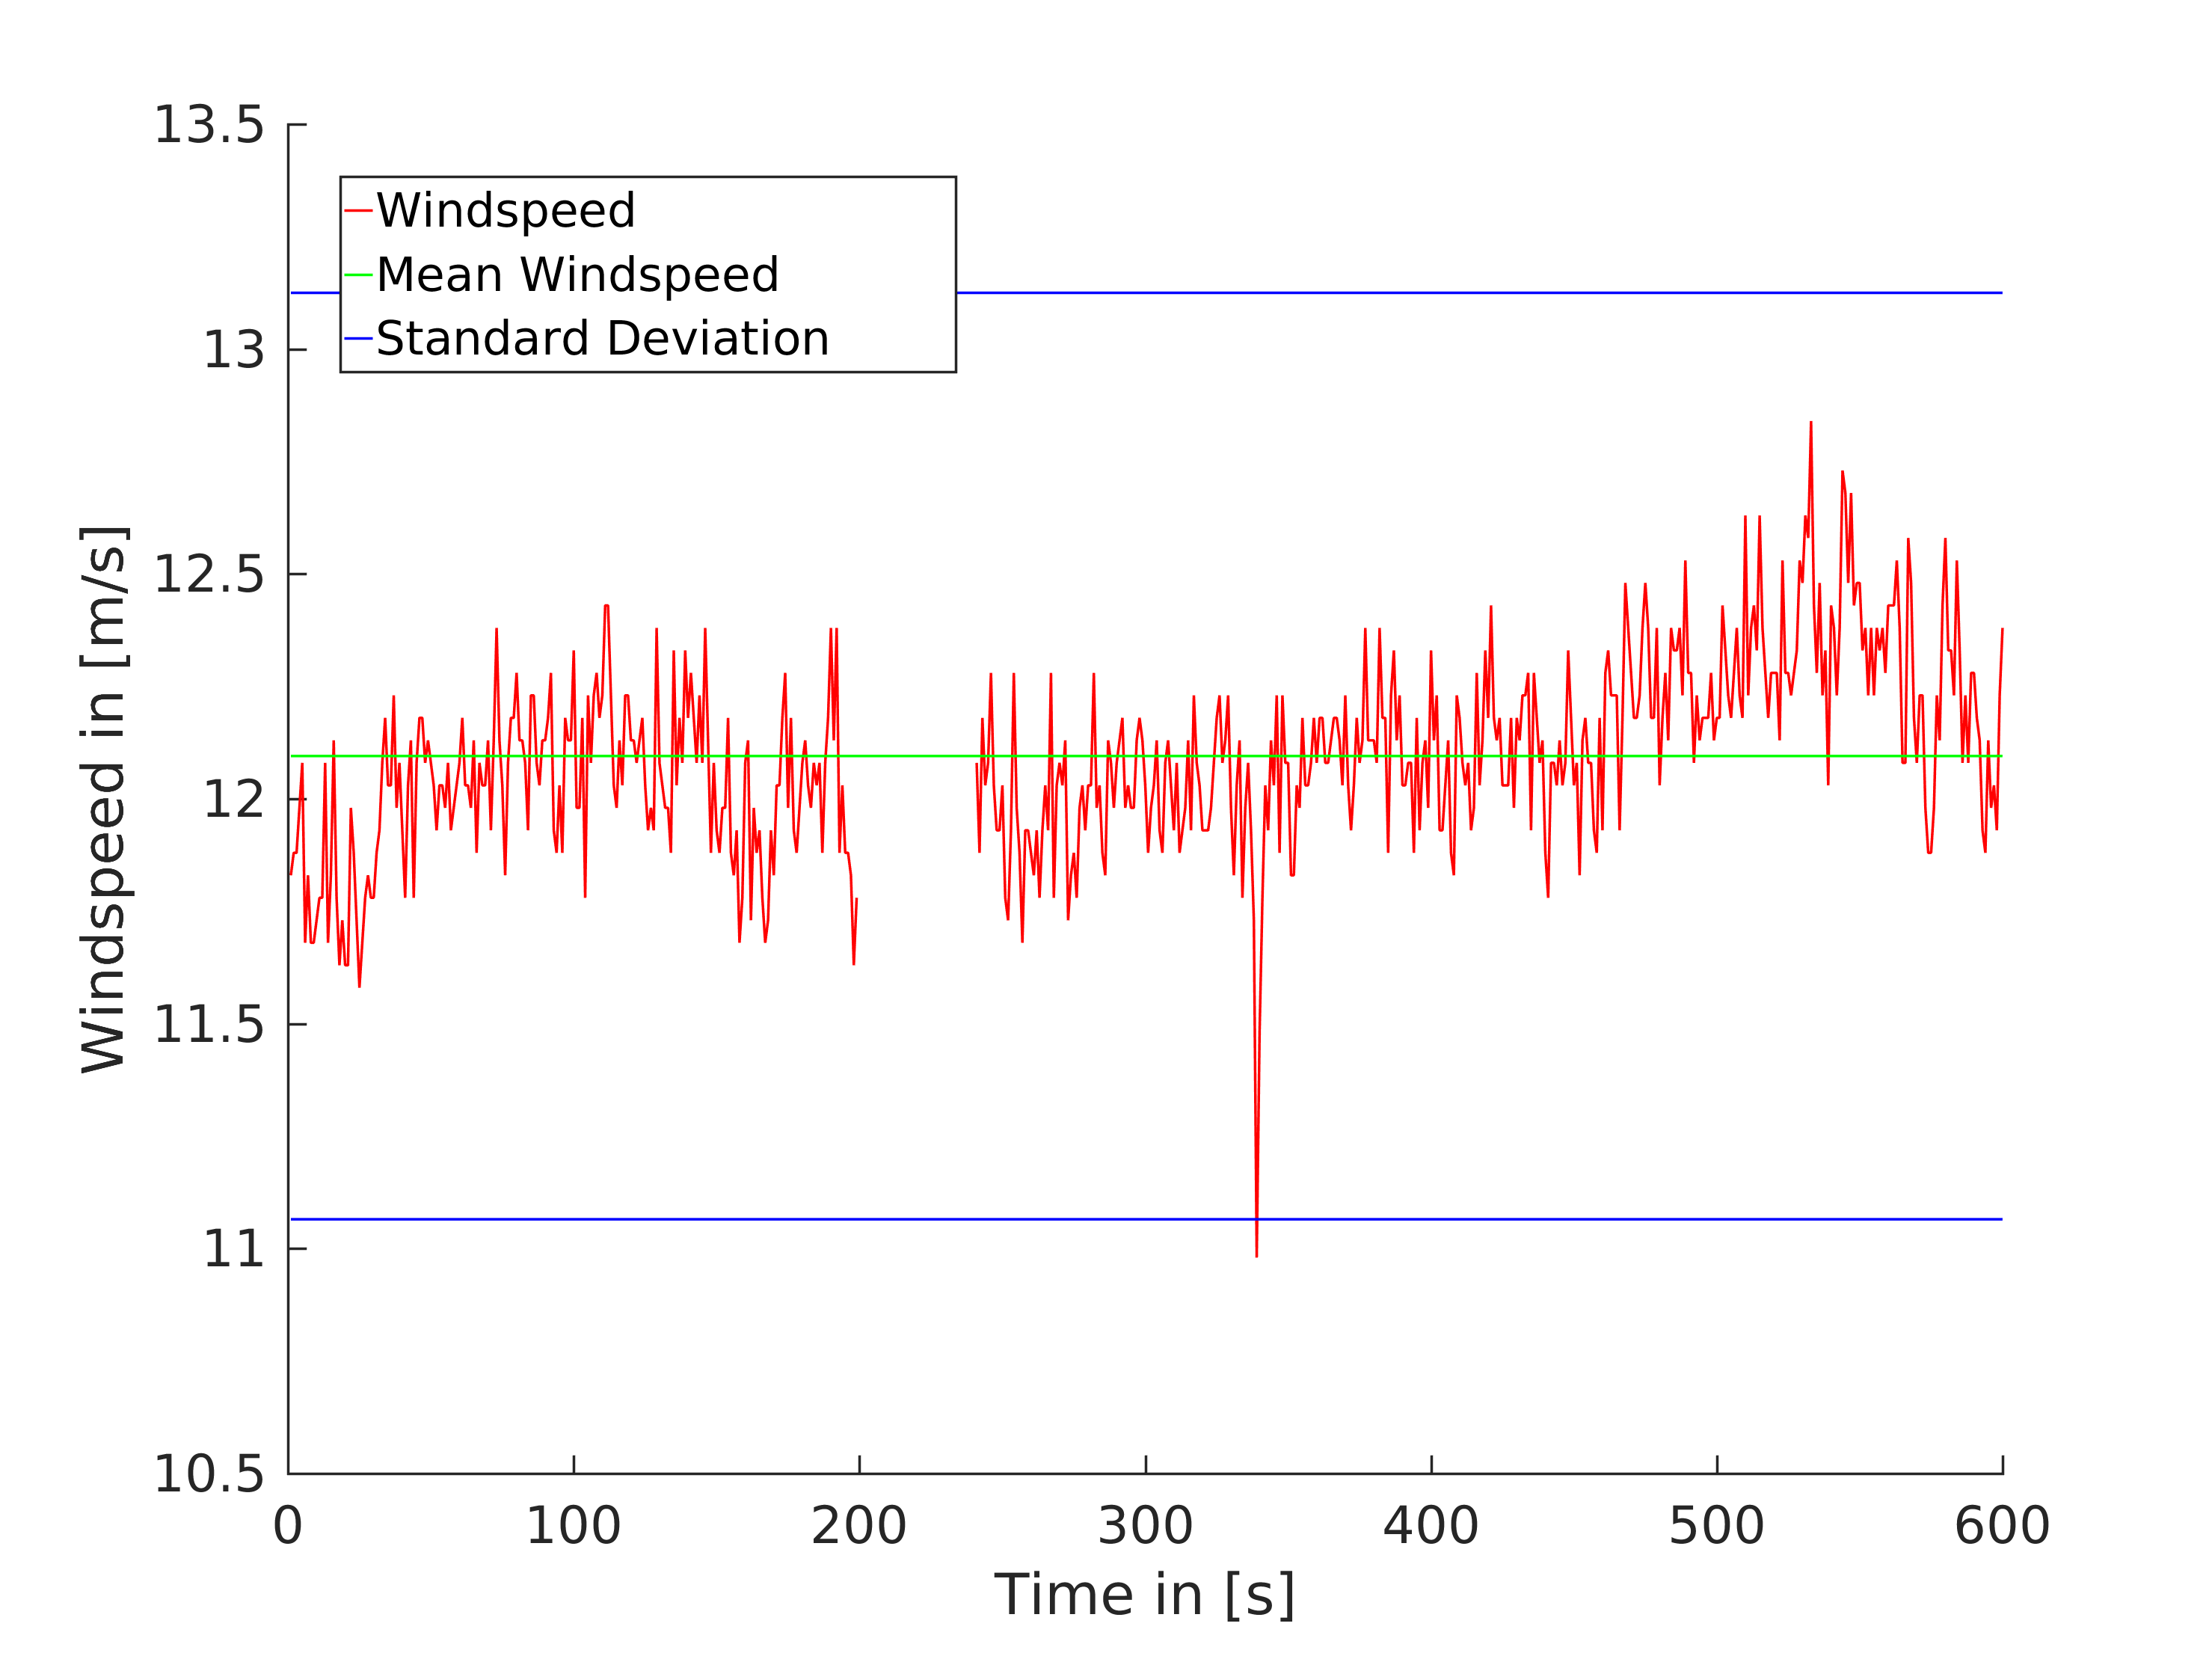 13.5
Windspeed
Mean Windspeed
Standard Deviation
13
12.5
12
11.5
11
10.5
Windspeed in [m/s]
0 100 200 300 400 500 600
Time in [s]